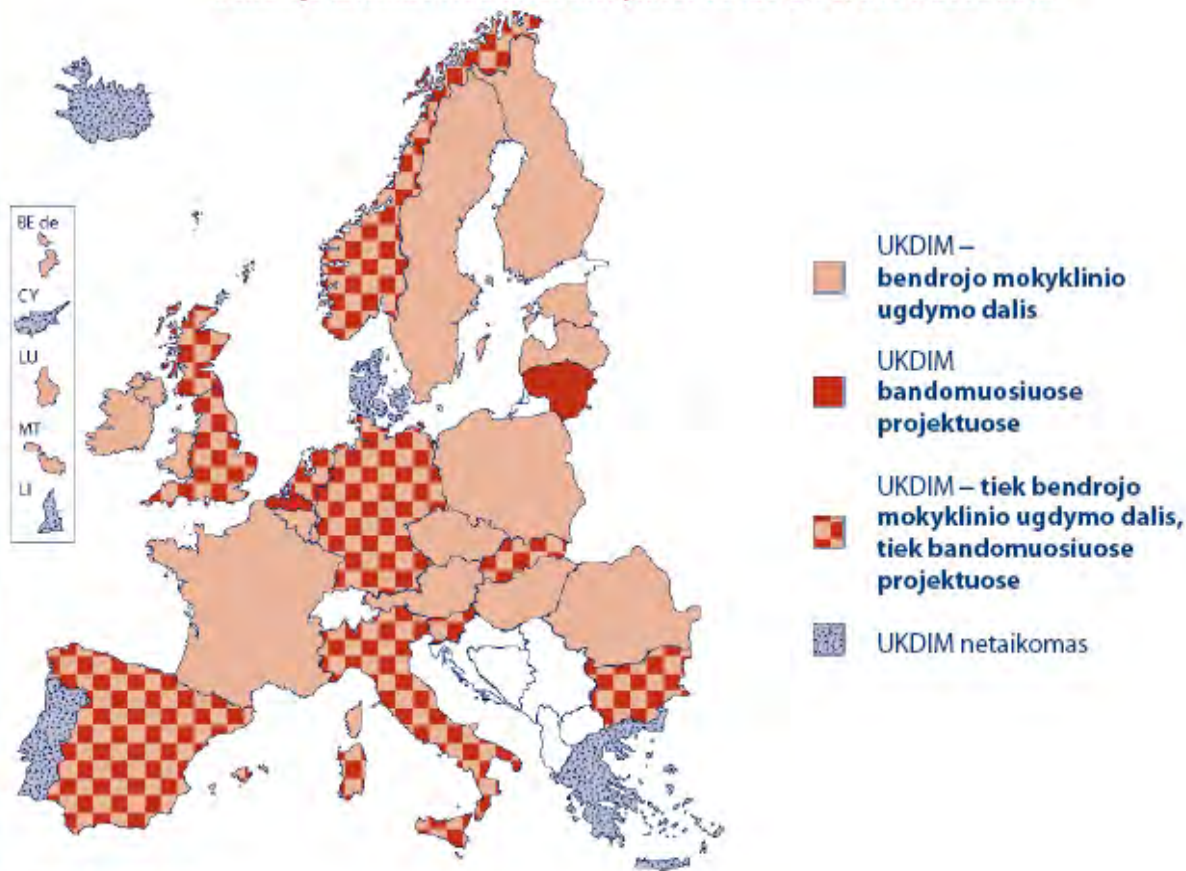 BE de
CY
LU
MT
LI
UKDIM –
bendrojo mokyklinio
ugdymo dalis
UKDIM
bandomuosiuose
projektuose
UKDIM – tiek bendrojo
mokyklinio ugdymo dalis,
tiek bandomuosiuose
projektuose
UKDIM netaikomas